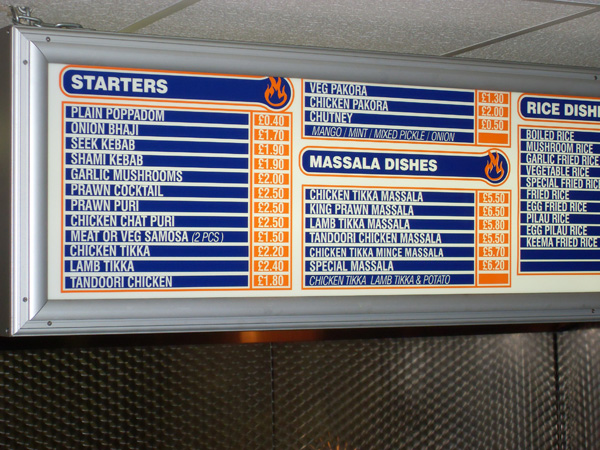 STARTERS
PLAIN POPPADOM £0.40
ONION BHAJI £1.70
SEEK KEBAB £1.90
SHAMI KEBAB £1.90
GARLIC MUSHROOMS £2.00
PRAWN COCKTAIL £2.50
PRAWN PURI £2.50
CHICKEN CHAT PURI £2.50
MEAT OR VEG SAMOSA (2 PCS) £1.50
CHICKEN TIKKA £2.20
LAMB TIKKA £2.40
TANDOORI CHICKEN £1.80
VEG PAKORA £1.30
CHICKEN PAKORA £2.00
CHUTNEY £0.50
MANGO / MINT / MIXED PICKLE / ONION
MASSALA DISHES
CHICKEN TIKKA MASSALA £5.50
KING PRAWN MASSALA £6.50
LAMB TIKKA MASSALA £5.80
TANDOORI CHICKEN MASSALA £5.50
CHICKEN TIKKA MINCE MASSALA £5.70
SPECIAL MASSALA £6.20
CHICKEN TIKKA LAMB TIKKA & POTATO
RICE DISH
BOILED RICE
MUSHROOM RICE
GARLIC FRIED RICE
VEGETABLE RICE
SPECIAL FRIED RICE
FRIED RICE
EGG FRIED RICE
PILAU RICE
EGG PILAU RICE
KEEMA FRIED RICE